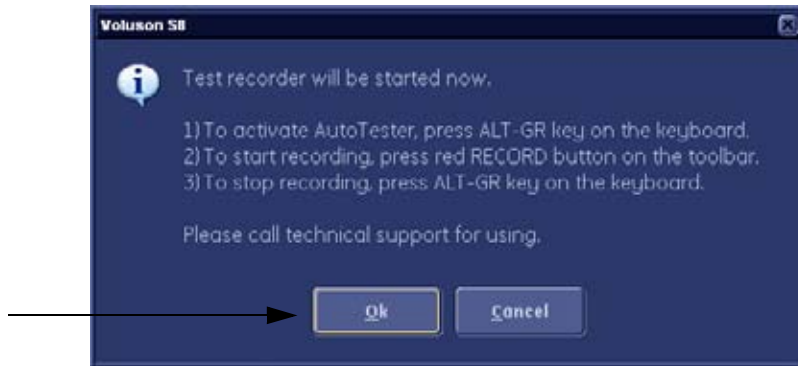 Voluson S8
Test recorder will be started now.
1) To activate AutoTester, press ALT-GR key on the keyboard.
2) To start recording, press red RECORD button on the toolbar.
3) To stop recording, press ALT-GR key on the keyboard.
Please call technical support for using.
Ok Cancel